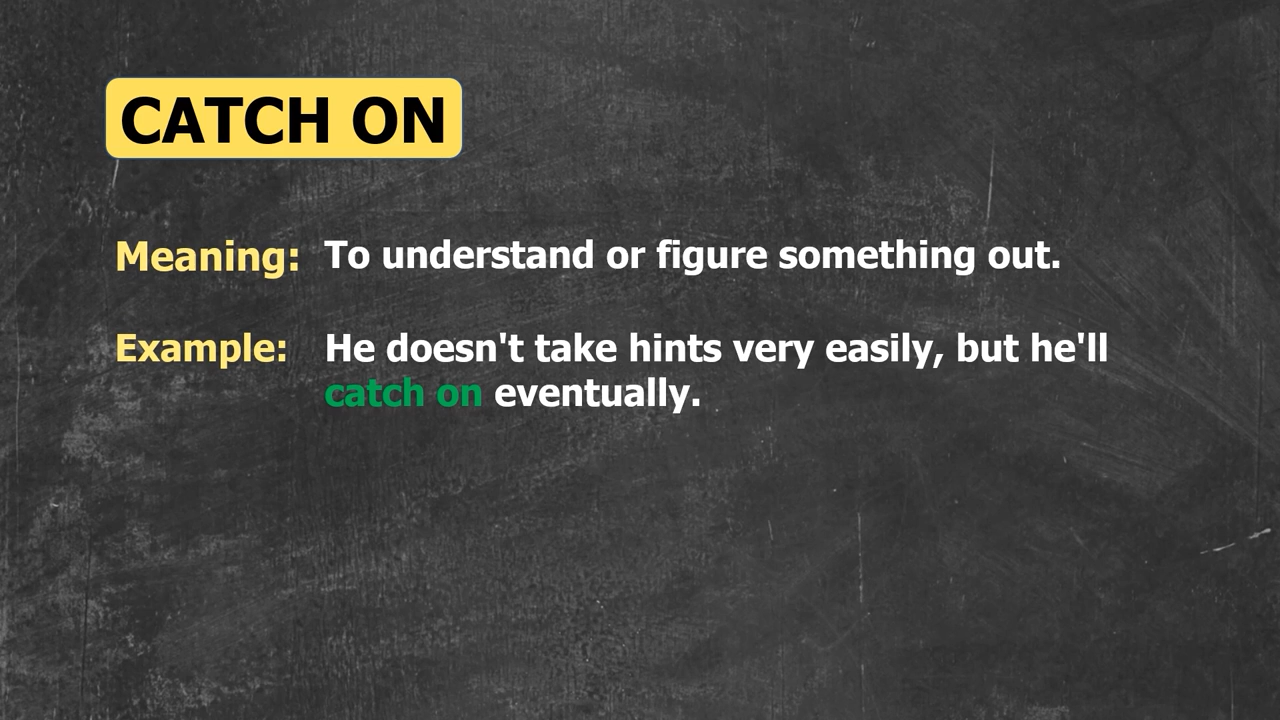 CATCH ON
Meaning: To understand or figure something out.
Example: He doesn't take hints very easily, but he'll
catch on eventually.